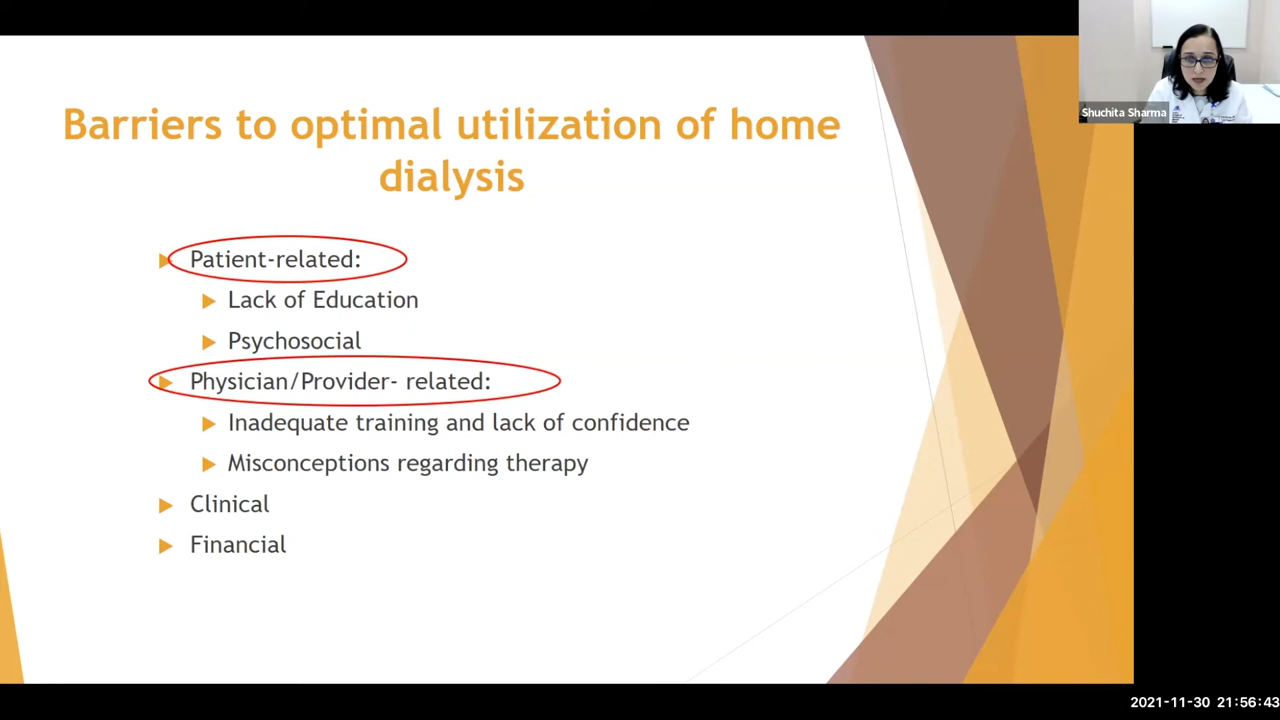 Barriers to optimal utilization of home
dialysis
Patient-related:
Lack of Education
Psychosocial
Physician/Provider- related:
Inadequate training and lack of confidence
Misconceptions regarding therapy
Clinical
Financial
Shuchita Sharma
2021-11-30 21:56:43